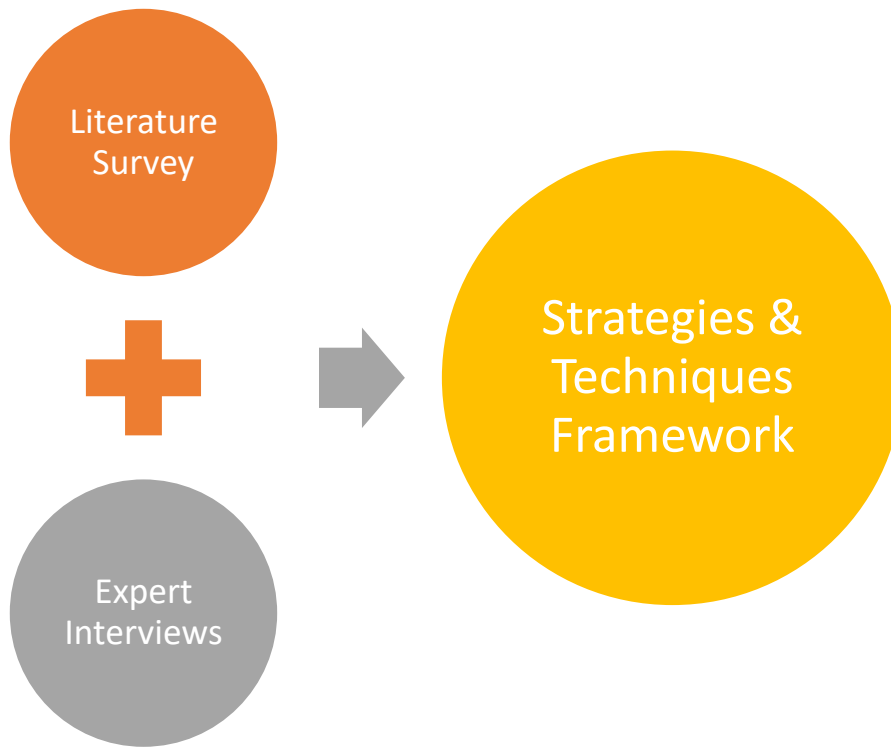 Literature
Survey
Strategies &
Techniques
Framework
Expert
Interviews